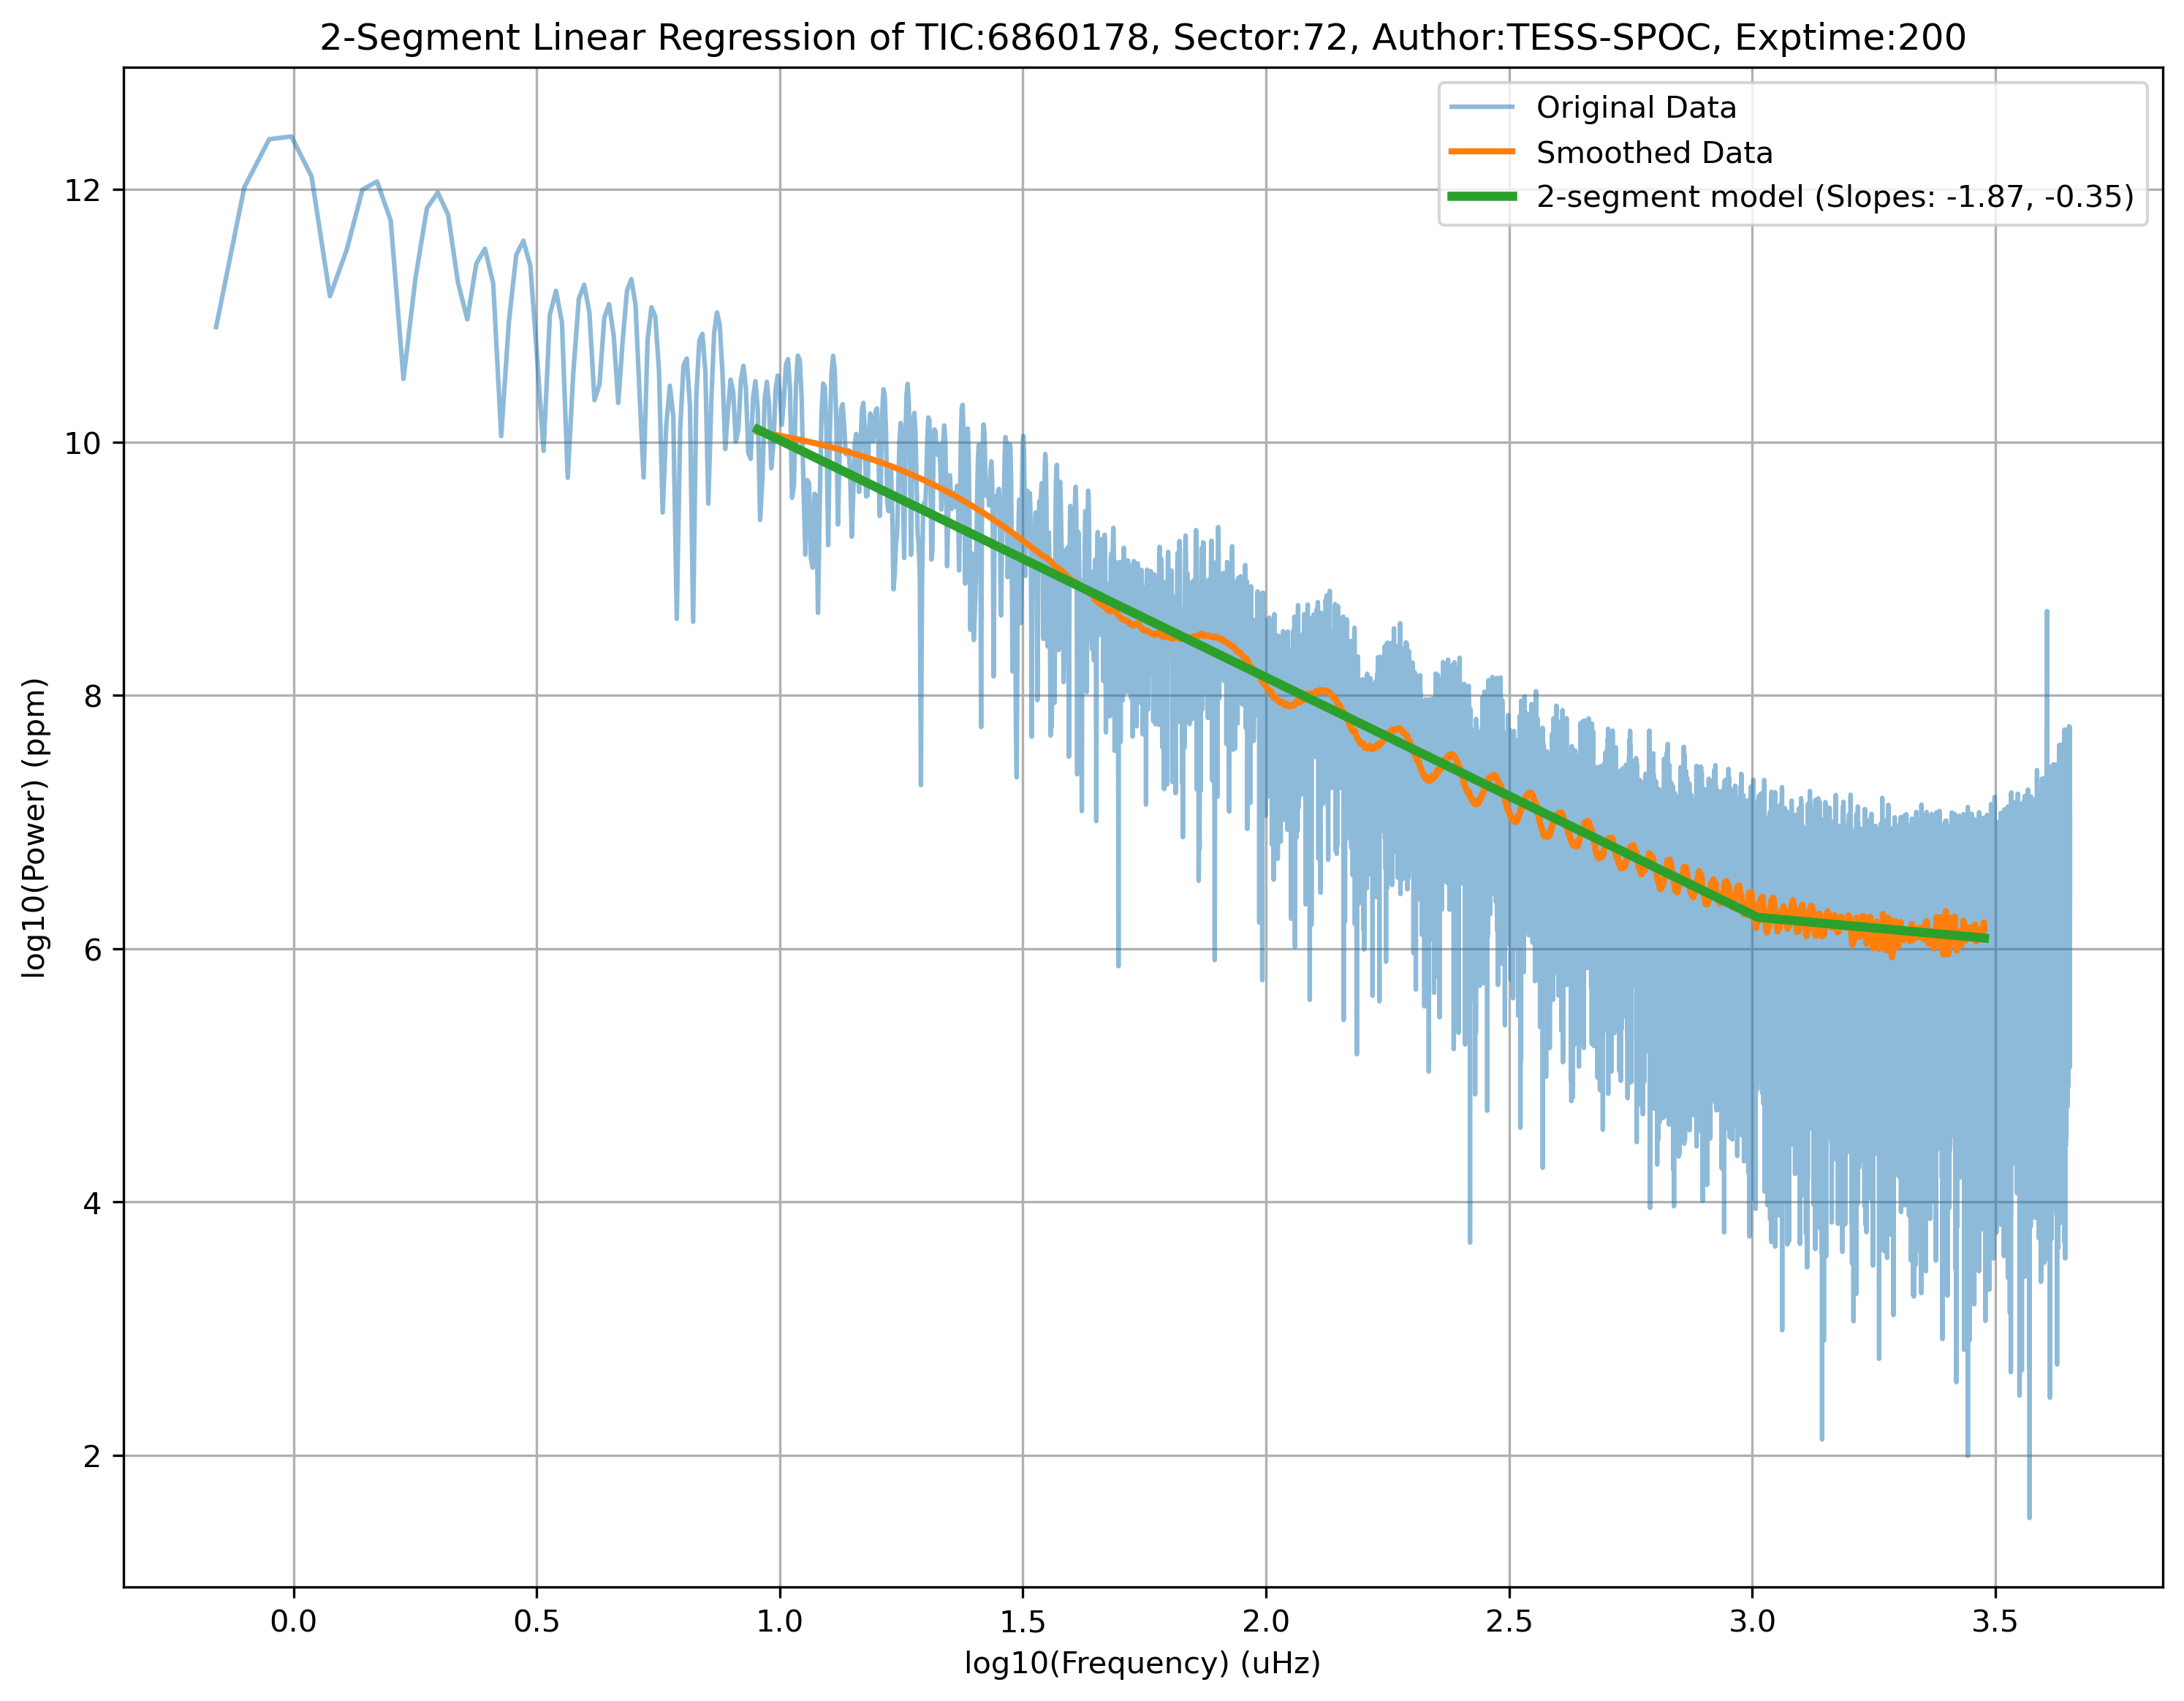 2-Segment Linear Regression of TIC:6860178, Sector:72, Author:TESS-SPOC, Exptime:200
Original Data
Smoothed Data
2-segment model (Slopes: -1.87, -0.35)
log10(Power) (ppm)
12
10
8
6
4
2
0.0 0.5 1.0 1.5 2.0 2.5 3.0 3.5
log10(Frequency) (uHz)